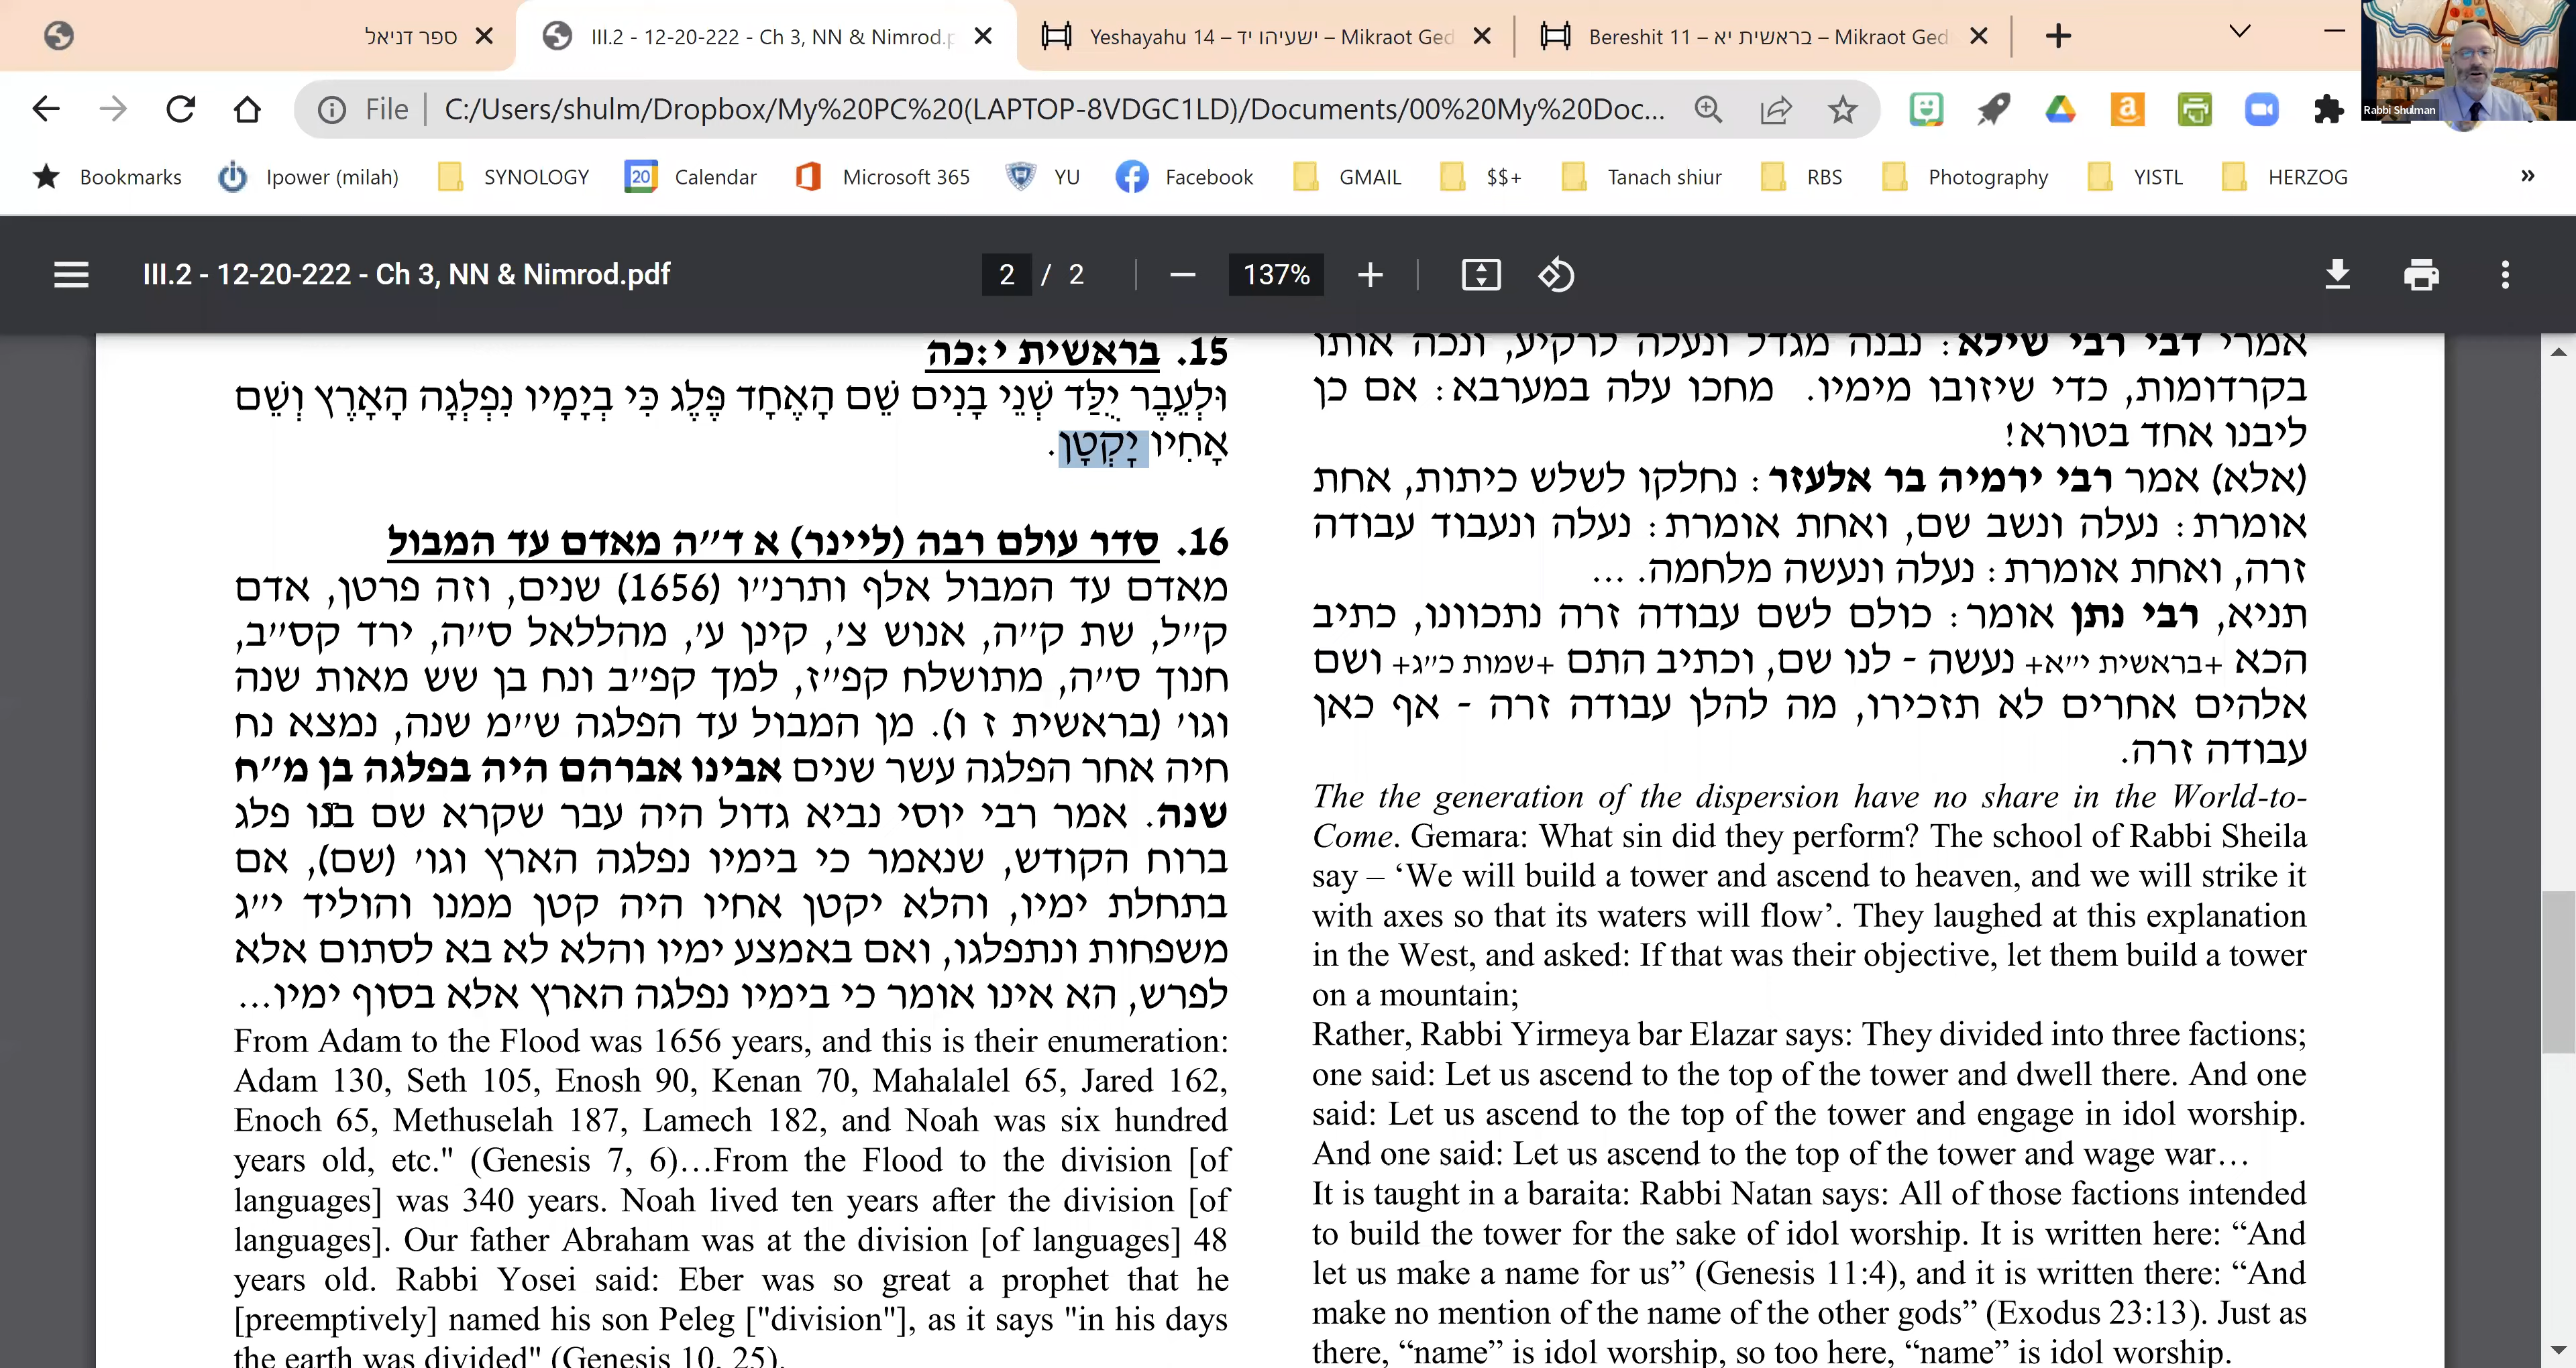 ספר דניאל
III.2 - 12-20-222 - Ch 3, NN & Nimrod.p
Yeshayahu 14 – ישעיהו יד – Mikraot Ged
Bereshit 11 – בראשית יא – Mikraot Ged
File
C:/Users/shulm/Dropbox/My%20PC%20(LAPTOP-8VDGC1LD)/Documents/00%20My%20Doc...
Rabbi Shulman
Bookmarks
Ipower (milah)
SYNOLOGY
20
Calendar
Microsoft 365
YU
Facebook
GMAIL
$$+
Tanach shiur
RBS
Photography
YISTL
HERZOG
»
III.2 - 12-20-222 - Ch 3, NN & Nimrod.pdf
2 / 2
137%
אמרי דבי רבי שילא: נבנה מגדל ונעלה לרקיע, ונכה אותו
בקרדומות, כדי שיזובו מימיו. מחכו עלה במערבא: אם כן
ליבנו אחד בטורא!
(אלא) אמר רבי ירמיה בר אלעזר: נחלקו לשלש כיתות, אחת
אומרת: נעלה ונשב שם, ואחת אומרת: נעלה ונעבוד עבודה
זרה, ואחת אומרת: נעלה ונעשה מלחמה. ...
תניא, רבי נתן אומר: כולם לשם עבודה זרה נתכוונו, כתיב
הכא +בראשית י״א+ נעשה - לנו שם, וכתיב התם +שמות כ״ג+ ושם
אלהים אחרים לא תזכירו, מה להלן עבודה זרה - אף כאן
עבודה זרה.
The the generation of the dispersion have no share in the World-to-
Come. Gemara: What sin did they perform? The school of Rabbi Sheila
say – ‘We will build a tower and ascend to heaven, and we will strike it
with axes so that its waters will flow’. They laughed at this explanation
in the West, and asked: If that was their objective, let them build a tower
on a mountain;
Rather, Rabbi Yirmeya bar Elazar says: They divided into three factions;
one said: Let us ascend to the top of the tower and dwell there. And one
said: Let us ascend to the top of the tower and engage in idol worship.
And one said: Let us ascend to the top of the tower and wage war…
It is taught in a baraita: Rabbi Natan says: All of those factions intended
to build the tower for the sake of idol worship. It is written here: “And
let us make a name for us” (Genesis 11:4), and it is written there: “And
make no mention of the name of the other gods” (Exodus 23:13). Just as
there, “name” is idol worship, so too here, “name” is idol worship.
15. בראשית י:כה
וּלְעֵבֶר יֻלַּד שְׁנֵי בָנִים שֵׁם הָאֶחָד פֶּלֶג כִּי בְיָמָיו נִפְלְגָה הָאָרֶץ וְשֵׁם
אָחִיו יָקְטָן.
16. סדר עולם רבה (ליינר) א ד״ה מאדם עד המבול
מאדם עד המבול אלף ותרנ״ו (1656) שנים, וזה פרטן, אדם
ק״ל, שת ק״ה, אנוש צ׳, קינן ע׳, מהללאל ס״ה, ירד קס״ב,
חנוך ס״ה, מתושלח קפ״ז, למך קפ״ב ונח בן שש מאות שנה
וגו׳ (בראשית ז ו). מן המבול עד הפלגה ש״מ שנה, נמצא נח
חיה אחר הפלגה עשר שנים אבינו אברהם היה בפלגה בן מ״ח
שנה. אמר רבי יוסי נביא גדול היה עבר שקרא שם בנו פלג
ברוח הקודש, שנאמר כי בימיו נפלגה הארץ וגו׳ (שם), אם
בתחלת ימיו, והלא יקטן אחיו היה קטן ממנו והוליד י״ג
משפחות ונתפלגו, ואם באמצע ימיו והלא לא בא לסתום אלא
לפרש, הא אינו אומר כי בימיו נפלגה הארץ אלא בסוף ימיו...
From Adam to the Flood was 1656 years, and this is their enumeration:
Adam 130, Seth 105, Enosh 90, Kenan 70, Mahalalel 65, Jared 162,
Enoch 65, Methuselah 187, Lamech 182, and Noah was six hundred
years old, etc." (Genesis 7, 6)…From the Flood to the division [of
languages] was 340 years. Noah lived ten years after the division [of
languages]. Our father Abraham was at the division [of languages] 48
years old. Rabbi Yosei said: Eber was so great a prophet that he
[preemptively] named his son Peleg ["division"], as it says "in his days
the earth was divided" (Genesis 10, 25).